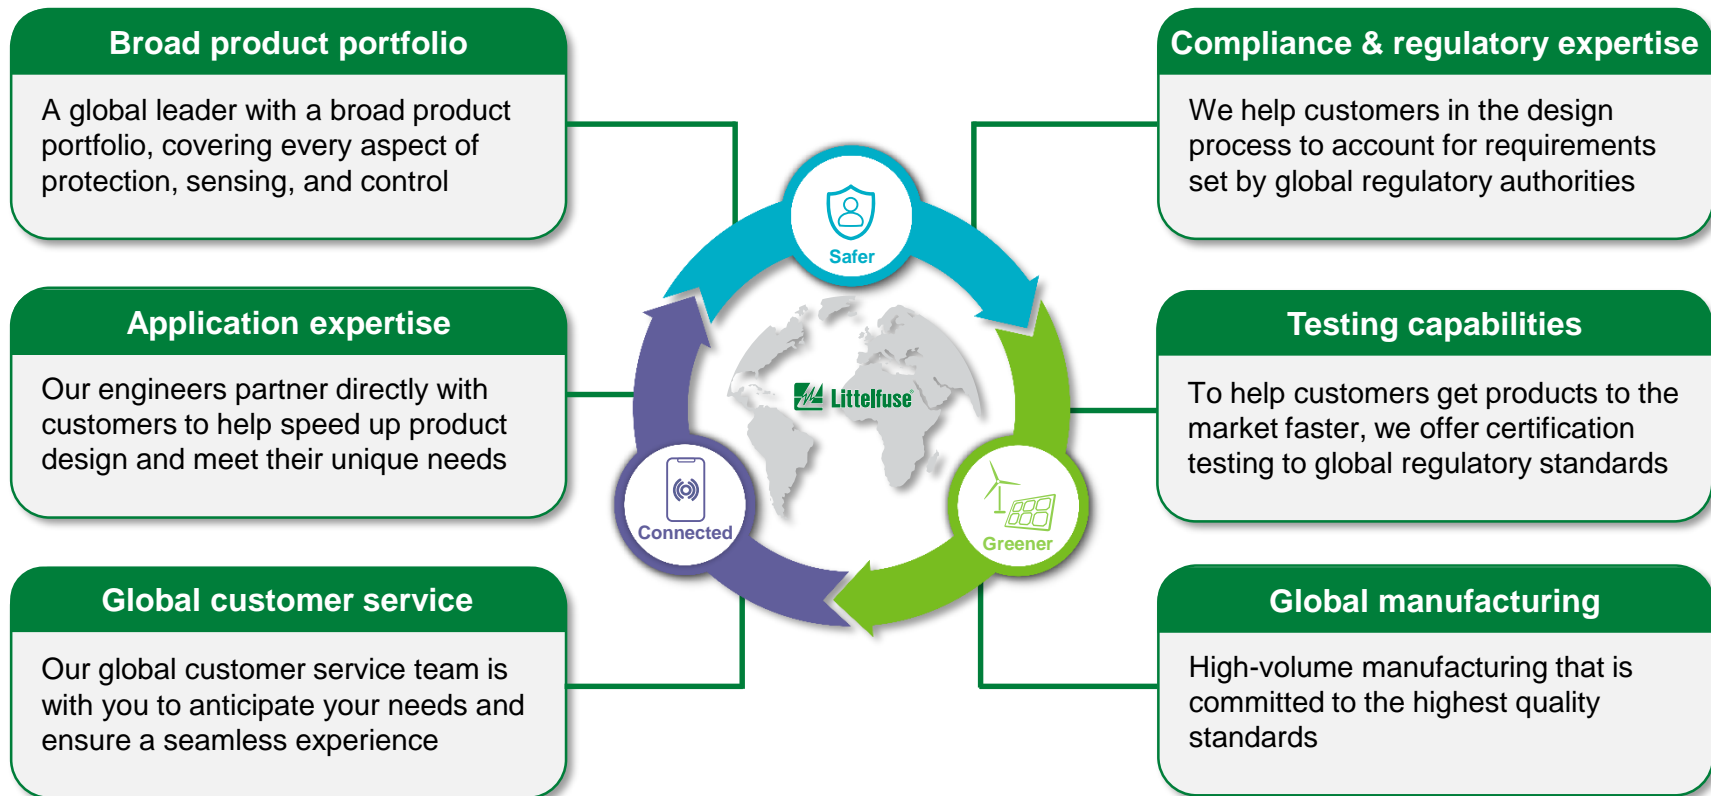 Broad product portfolio
A global leader with a broad product
portfolio, covering every aspect of
protection, sensing, and control
Application expertise
Our engineers partner directly with
customers to help speed up product
design and meet their unique needs
Global customer service
Our global customer service team is
with you to anticipate your needs and
ensure a seamless experience
Safer
Littelfuse®
Connected
Greener
Compliance & regulatory expertise
We help customers in the design
process to account for requirements
set by global regulatory authorities
Testing capabilities
To help customers get products to the
market faster, we offer certification
testing to global regulatory standards
Global manufacturing
High-volume manufacturing that is
committed to the highest quality
standards